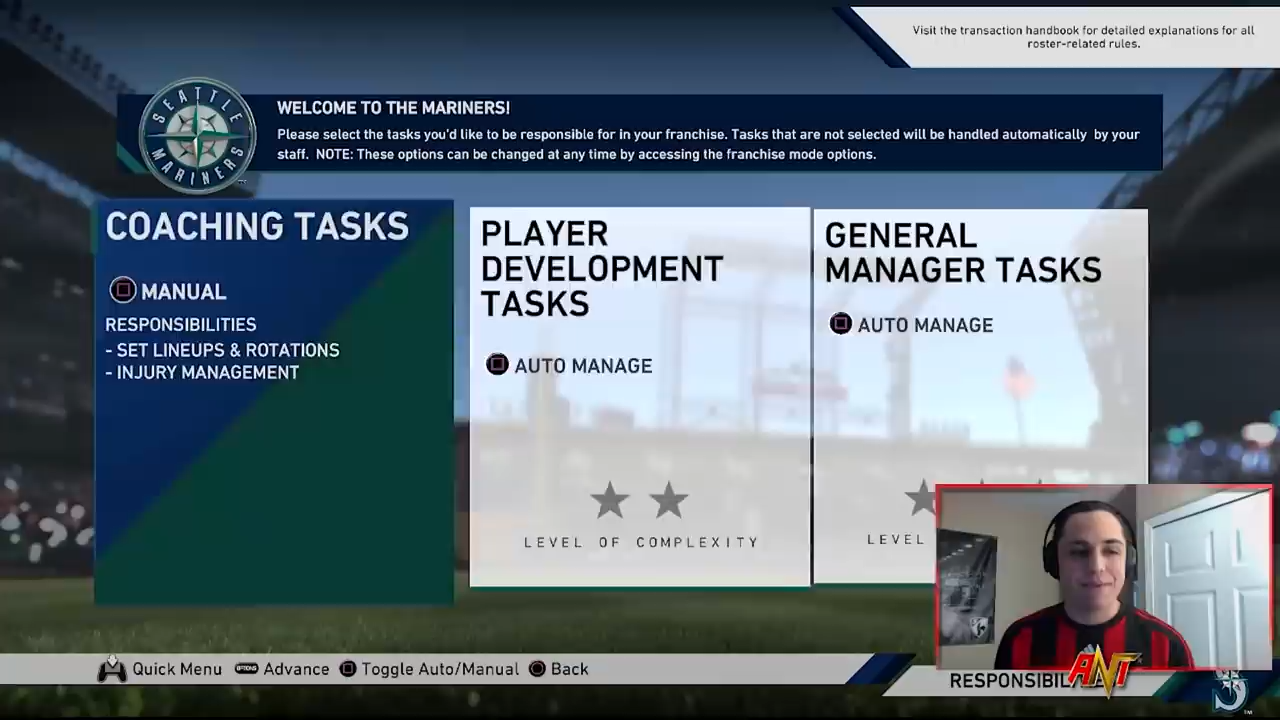 Visit the transaction handbook for detailed explanations for all
roster-related rules.
SEATTLE
MARINERS
WELCOME TO THE MARINERS!
Please select the tasks you'd like to be responsible for in your franchise. Tasks that are not selected will be handled automatically by your
staff. NOTE: These options can be changed at any time by accessing the franchise mode options.
COACHING TASKS
MANUAL
RESPONSIBILITIES
- SET LINEUPS & ROTATIONS
- INJURY MANAGEMENT
PLAYER
DEVELOPMENT
TASKS
AUTO MANAGE
LEVEL OF COMPLEXITY
GENERAL
MANAGER TASKS
AUTO MANAGE
LEVEL
Quick Menu
OPTIONS
Advance
Toggle Auto/Manual
Back
RESPONSIBIL
ANT
S
TM